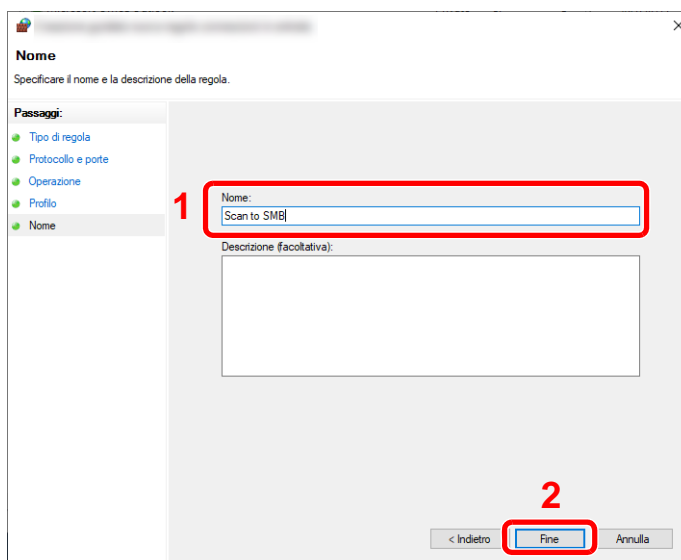 Nome
Specificare il nome e la descrizione della regola.
Passaggi:
Tipo di regola
Protocollo e porte
Operazione
Profilo
Nome
1
Nome:
Scan to SMB
Descrizione (facoltativa):
2
< Indietro
Fine
Annulla